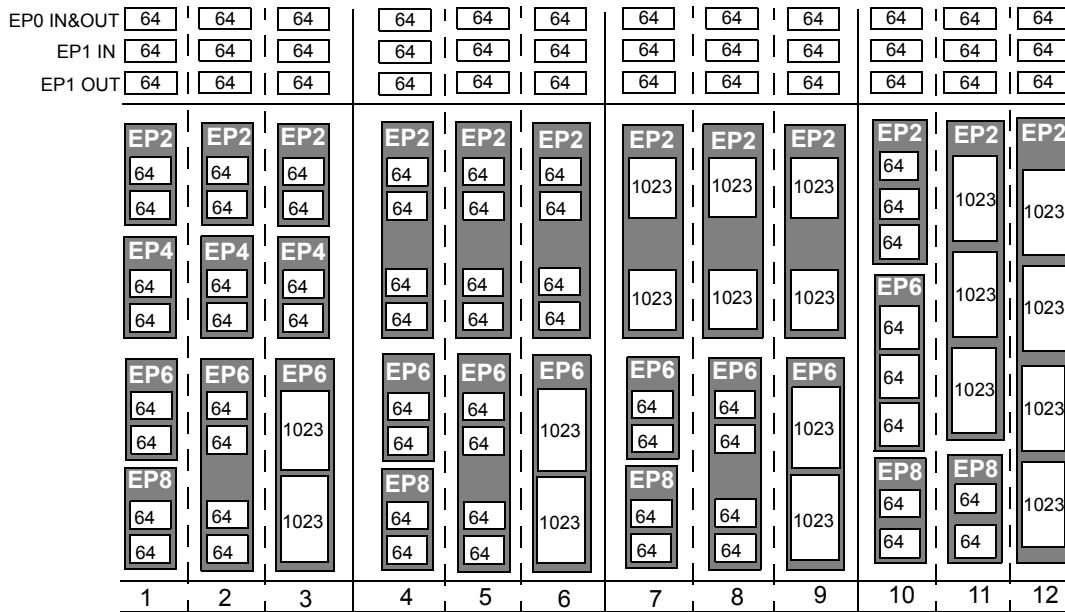 EP0 IN&OUT 64 64 64 64 64 64 64 64 64 64 64 64
EP1 IN 64 64 64 64 64 64 64 64 64 64 64 64
EP1 OUT 64 64 64 64 64 64 64 64 64 64 64 64
EP2 EP2 EP2 EP2 EP2 EP2 EP2 EP2 EP2 EP2 EP2 EP2
64 64 64 64 64 64 1023 1023 1023 64 1023 1023
64 64 64 64 64 64 64
64
EP4 EP4 EP4
64 64 64 64 64 64 1023 1023 1023 EP6 1023 1023
64 64 64 64 64 64 64
EP6 EP6 EP6 EP6 EP6 EP6 EP6 EP6 EP6 64 1023 1023
64 64 1023 64 64 1023 64 64 1023 64
64 64 64 64 64 64
EP8 EP8 EP8 EP8 EP8
64 64 1023 64 64 1023 64 64 1023 64 64 1023
64 64 64 64 64 64 64 64
1 2 3 4 5 6 7 8 9 10 11 12